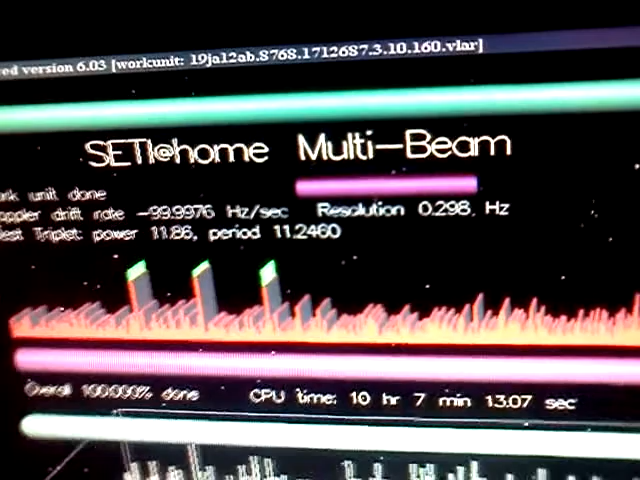 ed version 6.03 [workunit: 19ja12ab.8768.1712687.3.10.160.vlar]
SETI@home Multi-Beam
rk unit done
oppler drift rate -99.9976 Hz/sec Resolution 0.298. Hz
est Triplet: power 11.86, period 11.2460
Overall 100.000% done CPU time: 10 hr 7 min 13.07 sec